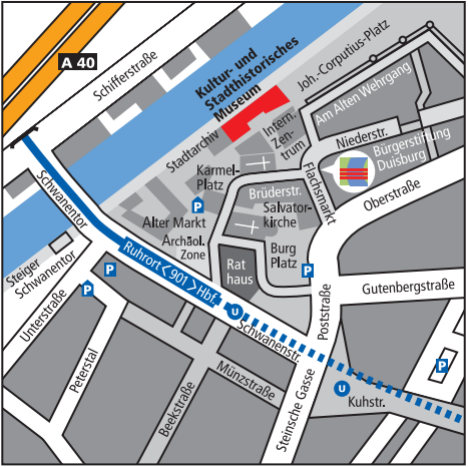 A 40
Schifferstraße
Kultur- und
Stadthistorisches
Museum
Joh.-Corputius-Platz
Am Alten Wehrgang
Stadtarchiv
Intern.
Zen-
trum
Niederstr.
Bürgerstiftung
Duisburg
Karmel-
Platz
Flachsmarkt
Schwanentor
Brüderstr.
Oberstraße
P
Salvator-
kirche
Alter Markt
Archäol.
Zone
Burg
Platz
Rat
haus
Steiger
Schwanentor
P
Ruhrort<901>Hbf.
P
Gutenbergstraße
P
U
Unterstraße
Schwanenstr.
Poststraße
Peterstal
Münzstraße
P
U
Kuhstr.
Beekstraße
Steinsche Gasse